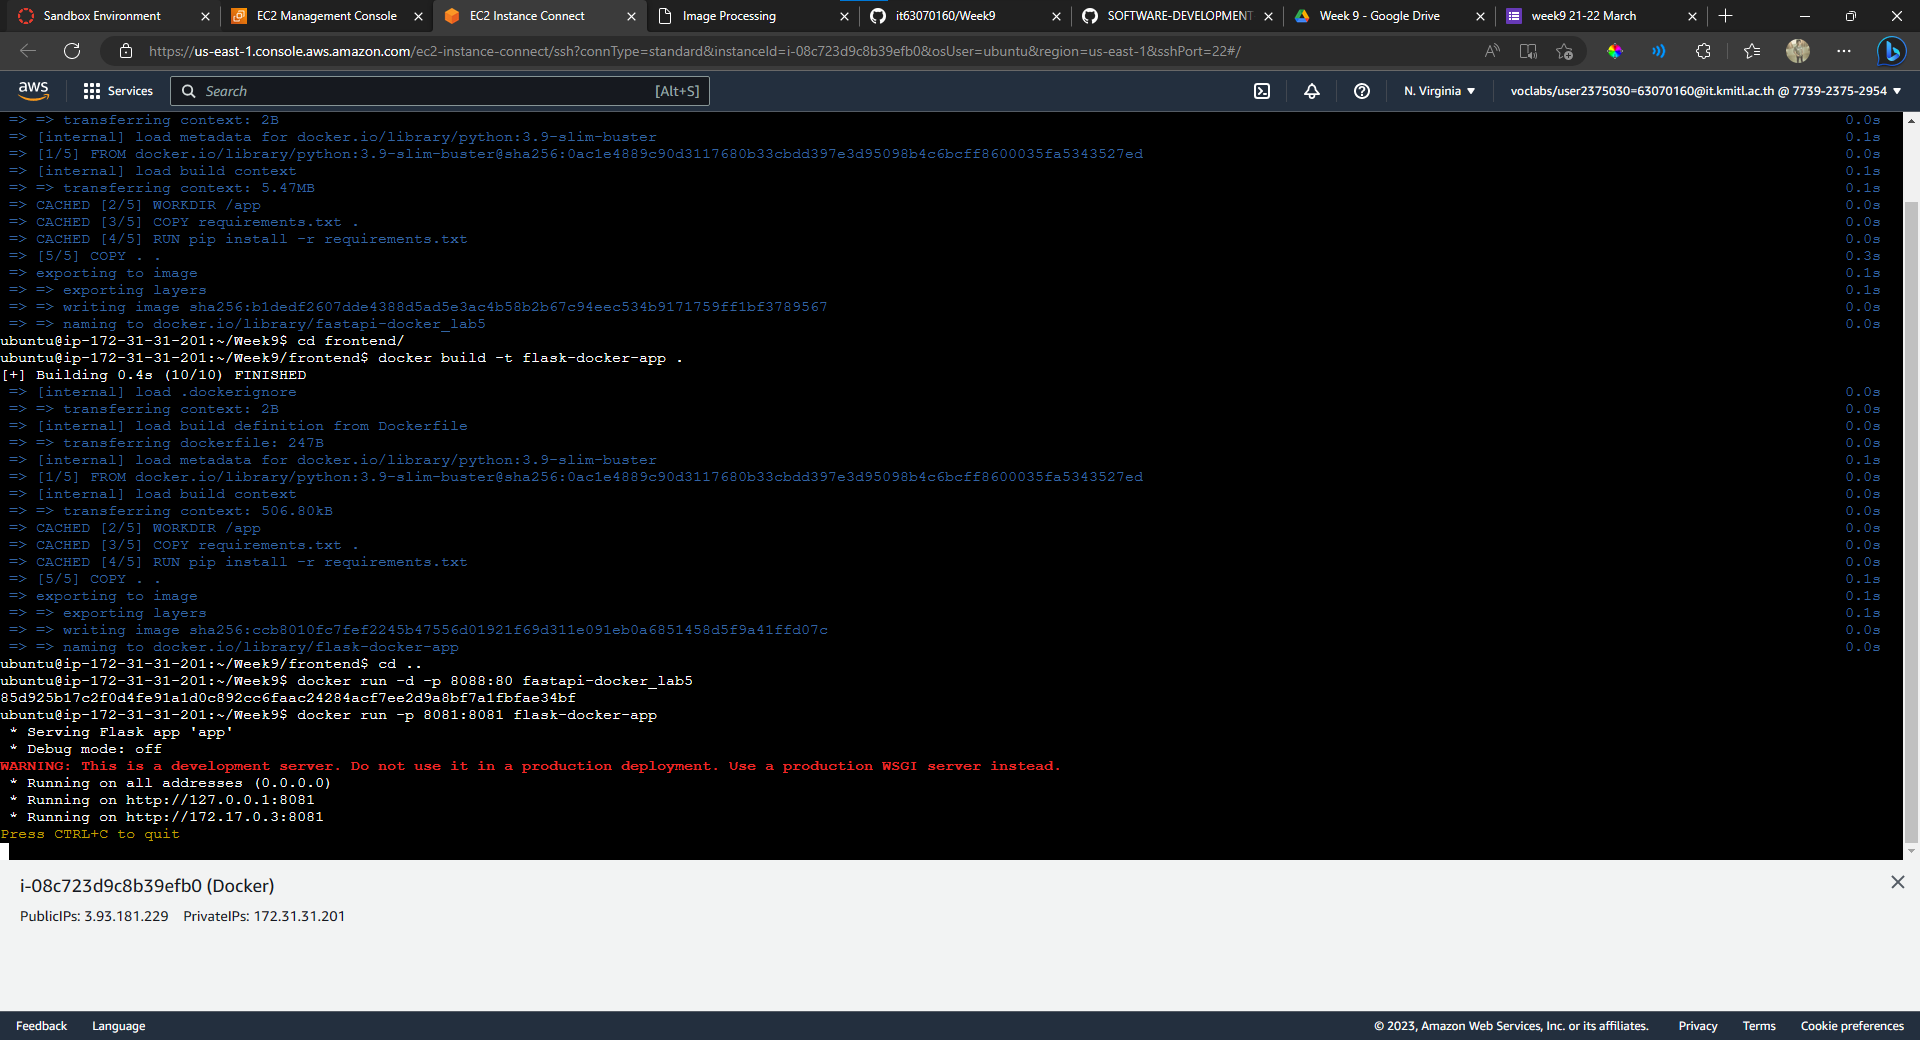 Sandbox Environment
EC2 Management Console
EC2 Instance Connect
Image Processing
it63070160/Week9
SOFTWARE-DEVELOPMENT
Week 9 - Google Drive
week9 21-22 March
https://us-east-1.console.aws.amazon.com/ec2-instance-connect/ssh?connType=standard&instanceId=i-08c723d9c8b39efb0&osUser=ubuntu&region=us-east-1&sshPort=22#/
aws Services Search [Alt+S] N. Virginia ▼ voclabs/user2375030=63070160@it.kmitl.ac.th @ 7739-2375-2954 ▼
=> => transferring context: 2B 0.0s
=> [internal] load metadata for docker.io/library/python:3.9-slim-buster 0.1s
=> [1/5] FROM docker.io/library/python:3.9-slim-buster@sha256:0ac1e4889c90d3117680b33cbdd397e3d95098b4c6bcff8600035fa5343527ed 0.0s
=> [internal] load build context 0.1s
=> => transferring context: 5.47MB 0.1s
=> CACHED [2/5] WORKDIR /app 0.0s
=> CACHED [3/5] COPY requirements.txt . 0.0s
=> CACHED [4/5] RUN pip install -r requirements.txt 0.0s
=> [5/5] COPY . . 0.3s
=> exporting to image 0.1s
=> => exporting layers 0.1s
=> => writing image sha256:b1dedf2607dde4388d5ad5e3ac4b58b2b67c94eec534b9171759ff1bf3789567 0.0s
=> => naming to docker.io/library/fastapi-docker_lab5 0.0s
ubuntu@ip-172-31-31-201:~/Week9$ cd frontend/
ubuntu@ip-172-31-31-201:~/Week9/frontend$ docker build -t flask-docker-app .
[+] Building 0.4s (10/10) FINISHED
=> [internal] load .dockerignore 0.0s
=> => transferring context: 2B 0.0s
=> [internal] load build definition from Dockerfile 0.0s
=> => transferring dockerfile: 247B 0.0s
=> [internal] load metadata for docker.io/library/python:3.9-slim-buster 0.1s
=> [1/5] FROM docker.io/library/python:3.9-slim-buster@sha256:0ac1e4889c90d3117680b33cbdd397e3d95098b4c6bcff8600035fa5343527ed 0.0s
=> [internal] load build context 0.0s
=> => transferring context: 506.80kB 0.0s
=> CACHED [2/5] WORKDIR /app 0.0s
=> CACHED [3/5] COPY requirements.txt . 0.0s
=> CACHED [4/5] RUN pip install -r requirements.txt 0.0s
=> [5/5] COPY . . 0.1s
=> exporting to image 0.1s
=> => exporting layers 0.1s
=> => writing image sha256:ccb8010fc7fef2245b47556d01921f69d311e091eb0a6851458d5f9a41ffd07c 0.0s
=> => naming to docker.io/library/flask-docker-app 0.0s
ubuntu@ip-172-31-31-201:~/Week9/frontend$ cd ..
ubuntu@ip-172-31-31-201:~/Week9$ docker run -d -p 8088:80 fastapi-docker_lab5
85d925b17c2f0d4fe91a1d0c892cc6faac24284acf7ee2d9a8bf7a1fbfae34bf
ubuntu@ip-172-31-31-201:~/Week9$ docker run -p 8081:8081 flask-docker-app
* Serving Flask app 'app'
* Debug mode: off
WARNING: This is a development server. Do not use it in a production deployment. Use a production WSGI server instead.
* Running on all addresses (0.0.0.0)
* Running on http://127.0.0.1:8081
* Running on http://172.17.0.3:8081
Press CTRL+C to quit
i-08c723d9c8b39efb0 (Docker)
PublicIPs: 3.93.181.229 PrivateIPs: 172.31.31.201
Feedback Language © 2023, Amazon Web Services, Inc. or its affiliates. Privacy Terms Cookie preferences